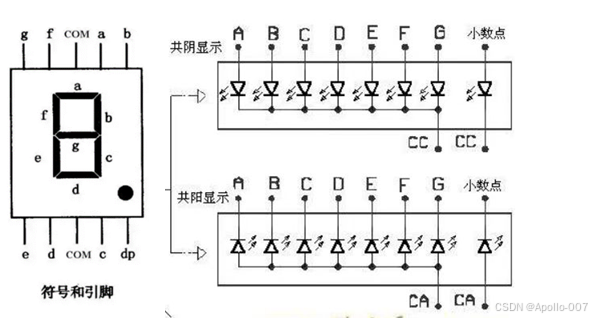 g f COM a b
a
f b
g
e c
d
e d COM c dp
符号和引脚
共阴显示
A B C D E F G 小数点
CC CC
共阳显示
A B C D E F G 小数点
CA CA
CSDN @Apollo-007